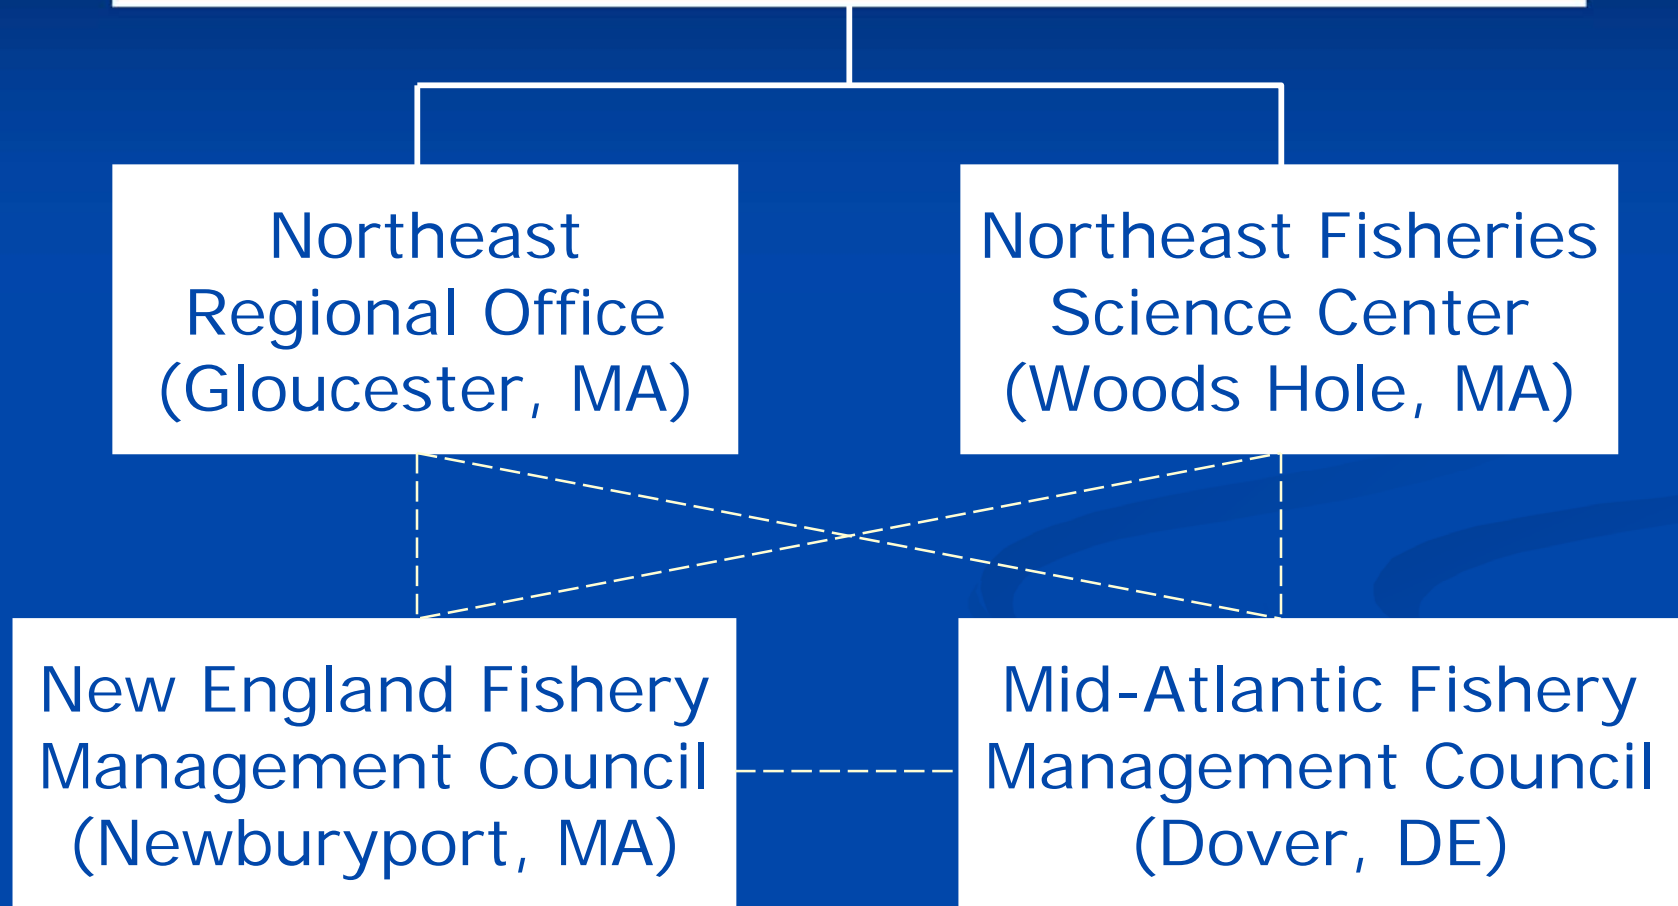 Northeast
Regional Office
(Gloucester, MA)
Northeast Fisheries
Science Center
(Woods Hole, MA)
New England Fishery
Management Council
(Newburyport, MA)
Mid-Atlantic Fishery
Management Council
(Dover, DE)